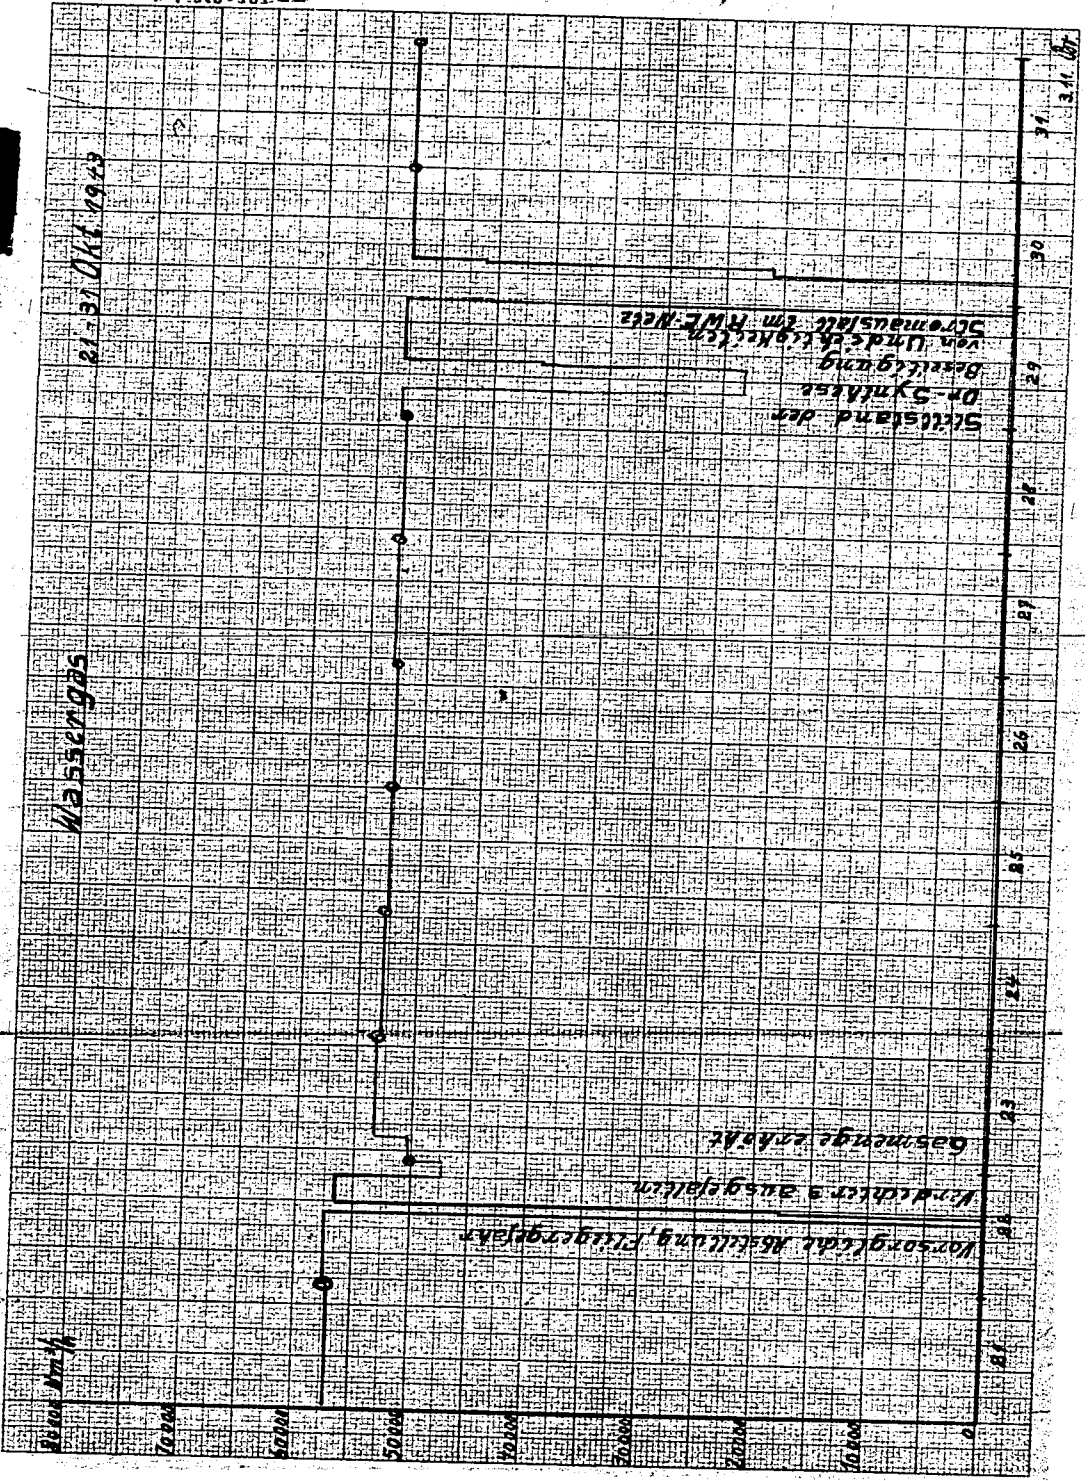 Wassergas
21.-31. Okt. 1943
80000 Nm³/h
70000
60000
50000
40000
30000
20000
10000
0
Vorsorgliche Abstellung, Fliegergefahr
Verdichter 3 ausgefallen
Gasmenge erhöht
Stillstand der
Dr-Synthese
Beseitigung
von Undichtigkeiten
Stromausfall im RWE-Netz
21
22
23
24
25
26
27
28
29
30
31.
3.11.